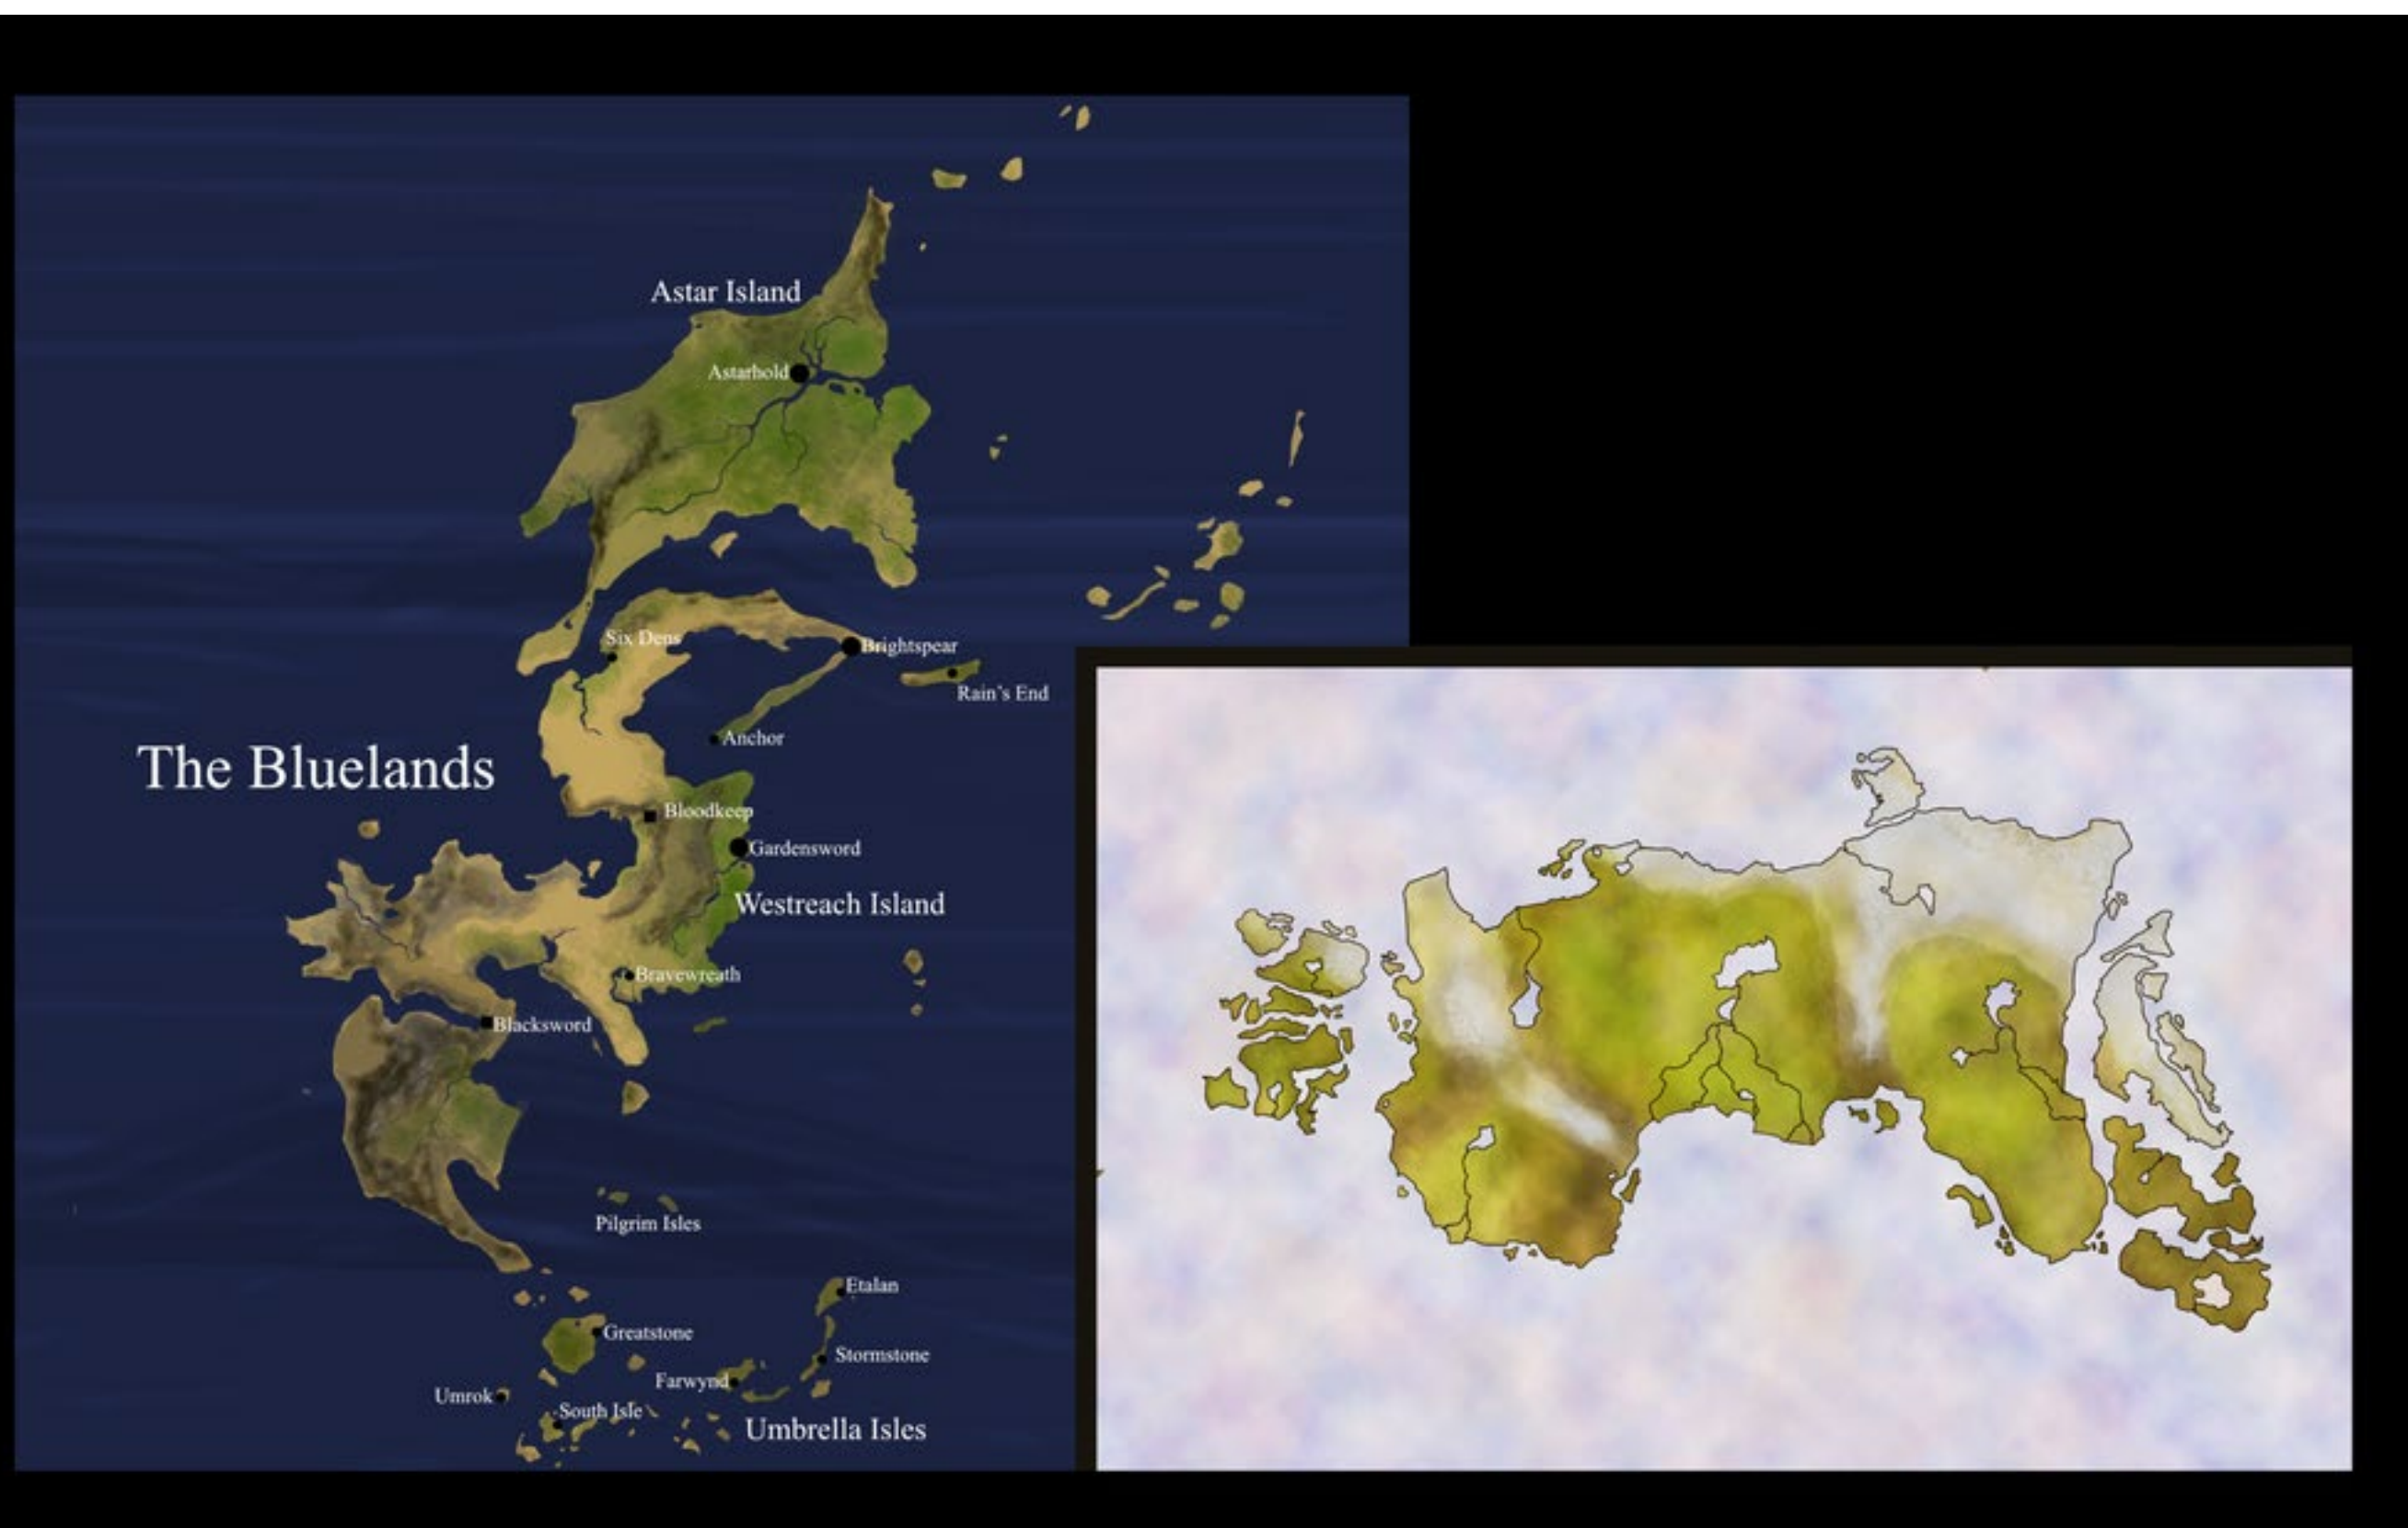 Astar Island
Astarhold
Six Dens
Brightspear
Rain's End
Anchor
The Bluelands
Bloodkeep
Gardensword
Westreach Island
Bravewreath
Blacksword
Pilgrim Isles
Etalan
Greatstone
Stormstone
Farwynd
Umrok
South Isle
Umbrella Isles